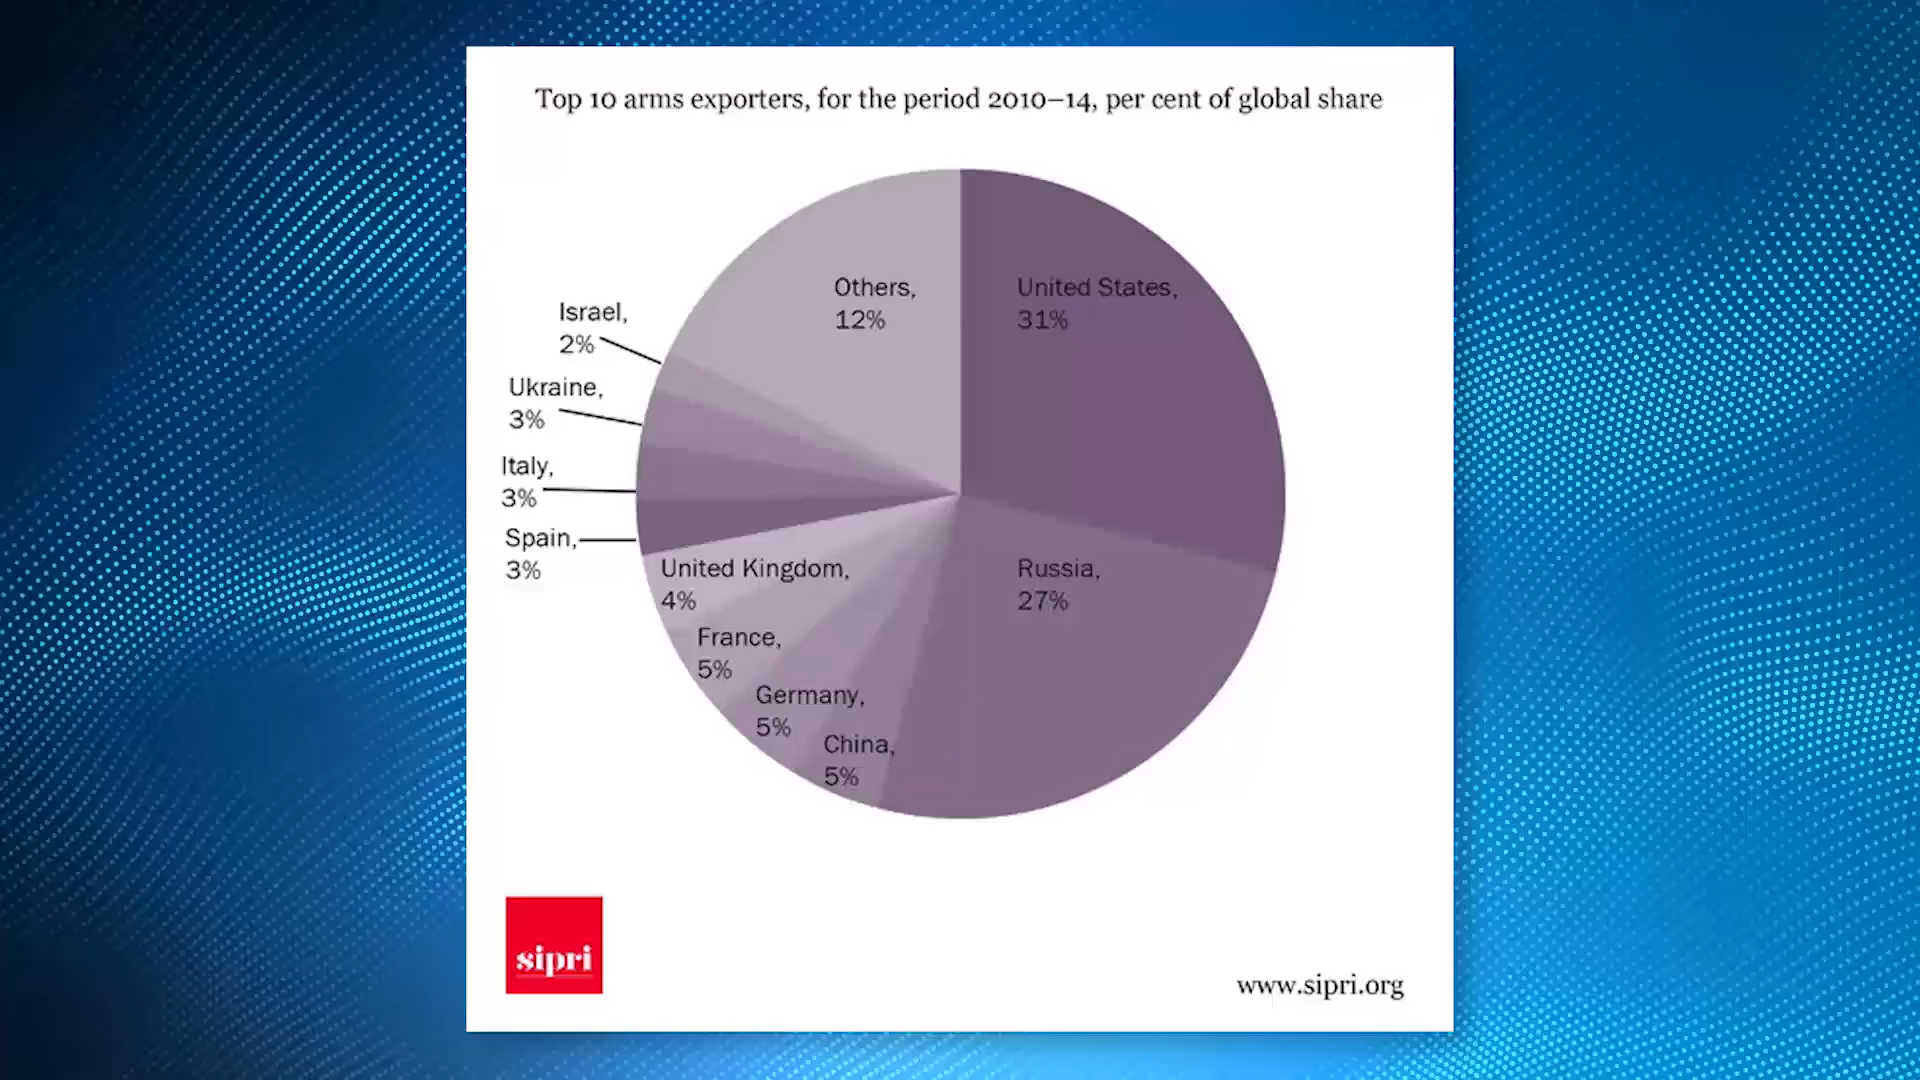 Top 10 arms exporters, for the period 2010–14, per cent of global share
Others,
12%
United States,
31%
Israel,
2%
Ukraine,
3%
Italy,
3%
Spain,
3%
United Kingdom,
4%
France,
5%
Germany,
5%
China,
5%
Russia,
27%
sipri
www.sipri.org